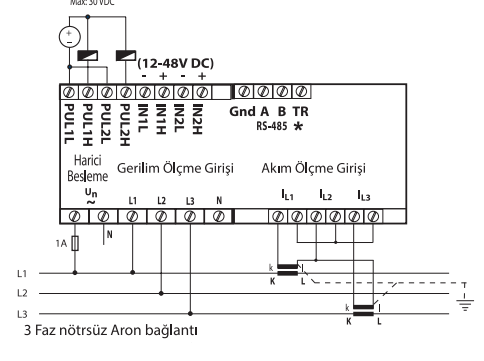 Max: 30 VDC
+
-
(12-48V DC)
- + - +
PUL1L PUL1H PUL2L PUL2H IN1L IN1H IN2L IN2H
Gnd A B TR
RS-485 *
Harici
Besleme
Gerilim Ölçme Girişi
Akım Ölçme Girişi
Un
~
L1 L2 L3 N
IL1 IL2 IL3
1A
N
L1
k l
K L
L2
L3
k l
K L
3 Faz nötrsüz Aron bağlantı